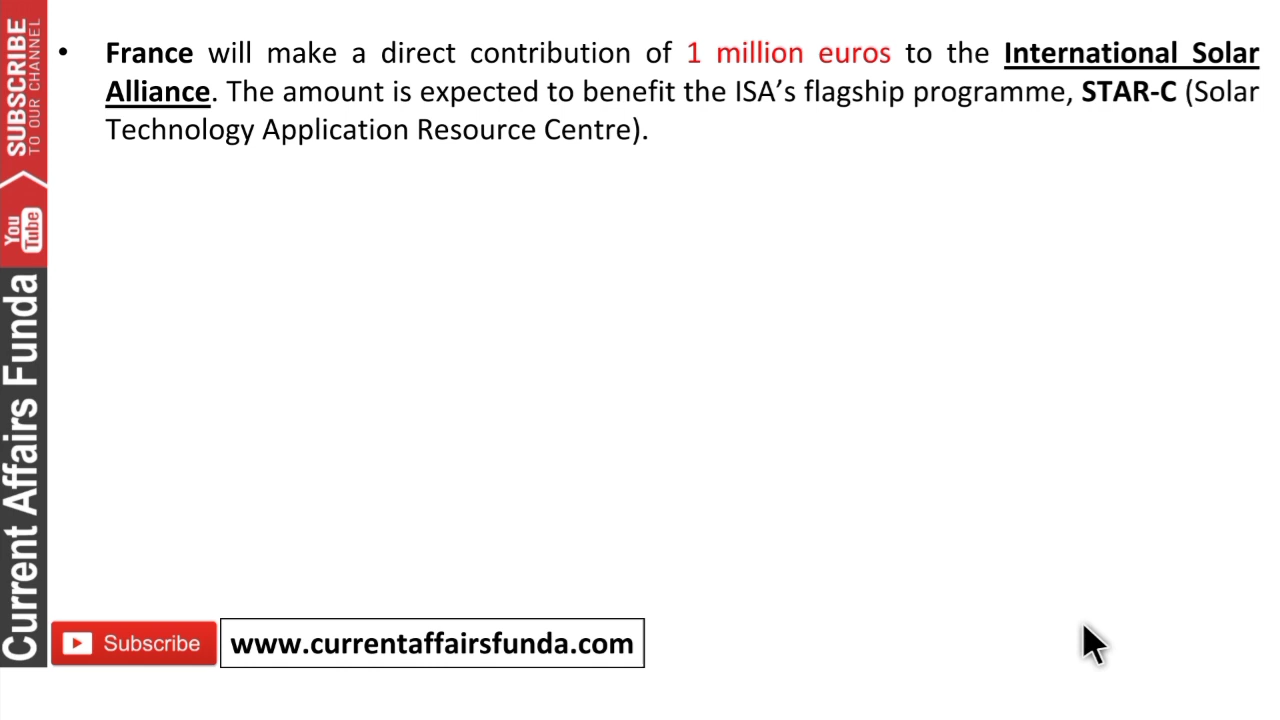 • France will make a direct contribution of 1 million euros to the International Solar
Alliance. The amount is expected to benefit the ISA’s flagship programme, STAR-C (Solar
Technology Application Resource Centre).
SUBSCRIBE
TO OUR CHANNEL
You
Tube
Current Affairs Funda
Subscribe
www.currentaffairsfunda.com